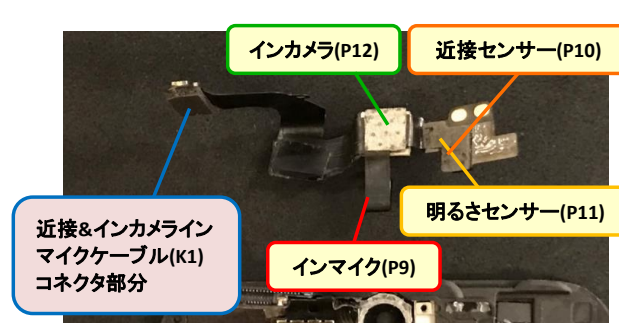 インカメラ(P12)
近接センサー(P10)
明るさセンサー(P11)
近接&インカメライン
マイクケーブル(K1)
コネクタ部分
インマイク(P9)